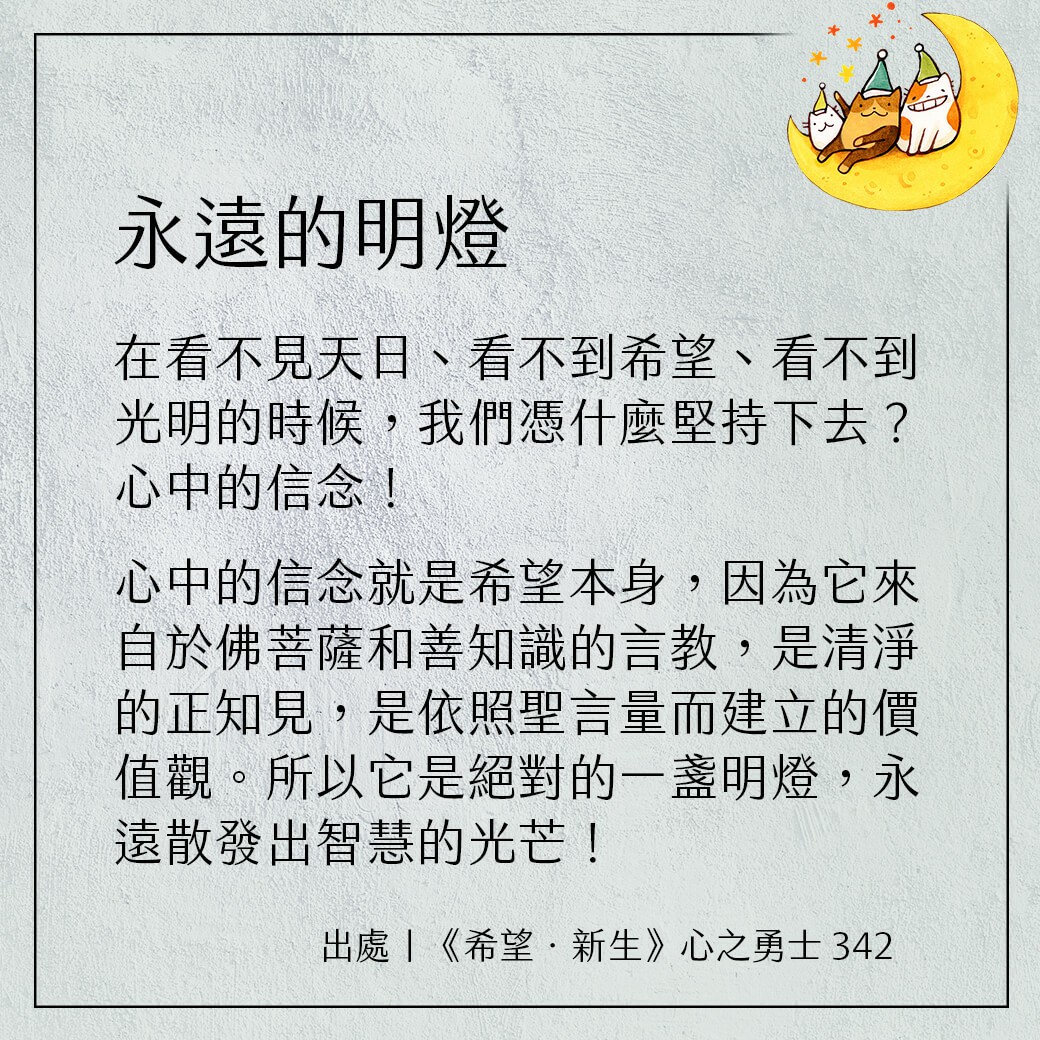 永遠的明燈
在看不見天日、看不到希望、看不到
光明的時候，我們憑什麼堅持下去？
心中的信念！
心中的信念就是希望本身，因為它來
自於佛菩薩和善知識的言教，是清淨
的正知見，是依照聖言量而建立的價
值觀。所以它是絕對的一盞明燈，永
遠散發出智慧的光芒！
出處｜《希望．新生》心之勇士 342